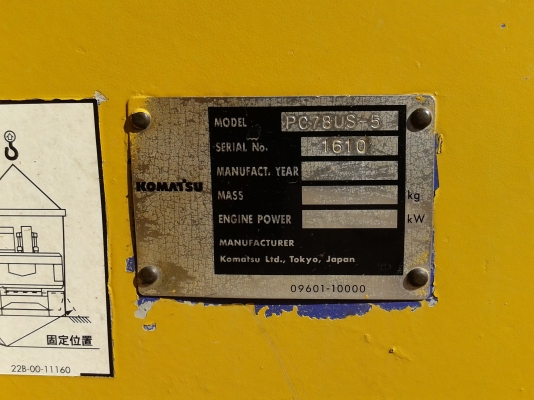 MODEL PC78US-5
SERIAL No. 1610
MANUFACT. YEAR
KOMATSU
MASS kg
ENGINE POWER kW
MANUFACTURER
Komatsu Ltd., Tokyo, Japan
09601-10000
固定位置
22B-00-11160